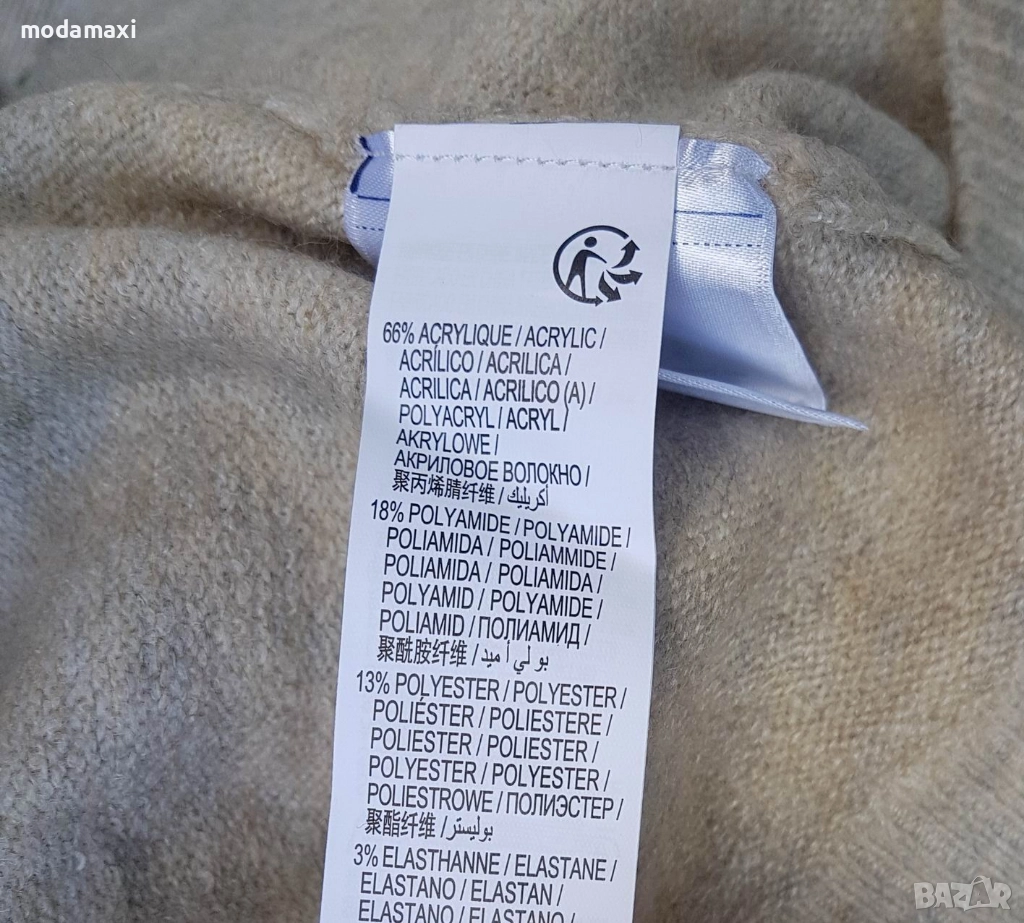 modamaxi
66% ACRYLIQUE / ACRYLIC /
ACRÍLICO / ACRILICA /
ACRILICA / ACRILICO (A) /
POLYACRYL / ACRYL /
AKRYLOWE /
АКРИЛОВОЕ ВОЛОКНО /
聚丙烯腈纤维 / أكريليك
18% POLYAMIDE / POLYAMIDE /
POLIAMIDA / POLIAMMIDE /
POLIAMIDA / POLIAMIDA /
POLYAMID / POLYAMIDE /
POLIAMID / ПОЛИАМИД /
聚酰胺纤维 / بولي أميد
13% POLYESTER / POLYESTER /
POLIÉSTER / POLIESTERE /
POLIESTER / POLIESTER /
POLYESTER / POLYESTER /
POLIESTROWE / ПОЛИЭСТЕР /
聚酯纤维 / بوليستر
3% ELASTHANNE / ELASTANE /
ELASTANO / ELASTAN /
ELASTANO / ELASTANO /
BAZAR